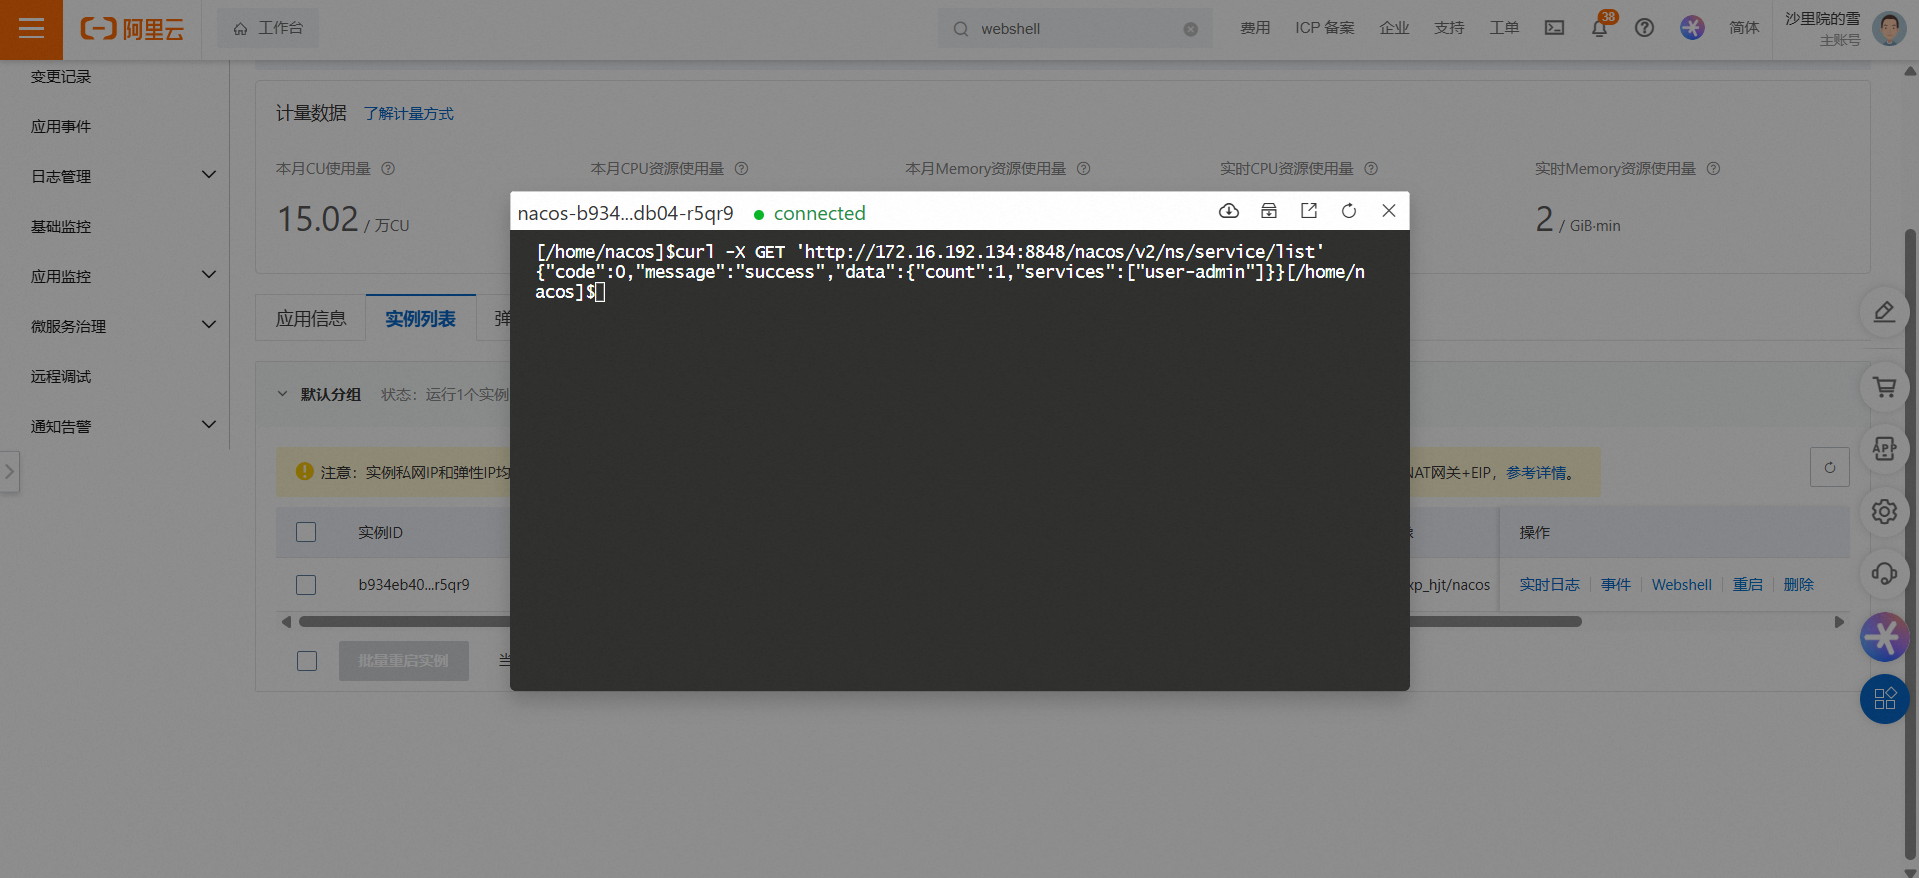 阿里云
工作台
webshell
费用
ICP 备案
企业
支持
工单
38
简体
沙里院的雪
主账号
变更记录
应用事件
日志管理
基础监控
应用监控
微服务治理
远程调试
通知告警
计量数据 了解计量方式
本月CU使用量
本月CPU资源使用量
本月Memory资源使用量
实时CPU资源使用量
实时Memory资源使用量
15.02 / 万CU
2 / GiB·min
nacos-b934...db04-r5qr9 connected
[/home/nacos]$curl -X GET 'http://172.16.192.134:8848/nacos/v2/ns/service/list'
{"code":0,"message":"success","data":{"count":1,"services":["user-admin"]}}[/home/n
acos]$
应用信息
实例列表
弹
默认分组 状态：运行1个实例
注意：实例私网IP和弹性IP均
NAT网关+EIP，参考详情。
实例ID
操作
b934eb40...r5qr9
xp_hjt/nacos
实时日志
事件
Webshell
重启
删除
批量重启实例
当
APP